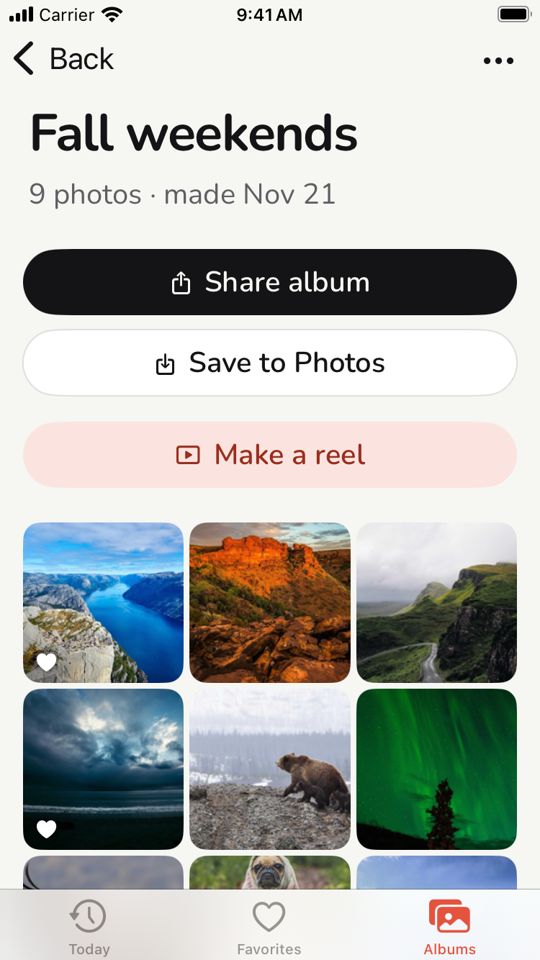 Carrier 9:41 AM
Back
Fall weekends
9 photos · made Nov 21
Share album
Save to Photos
Make a reel
Today Favorites Albums